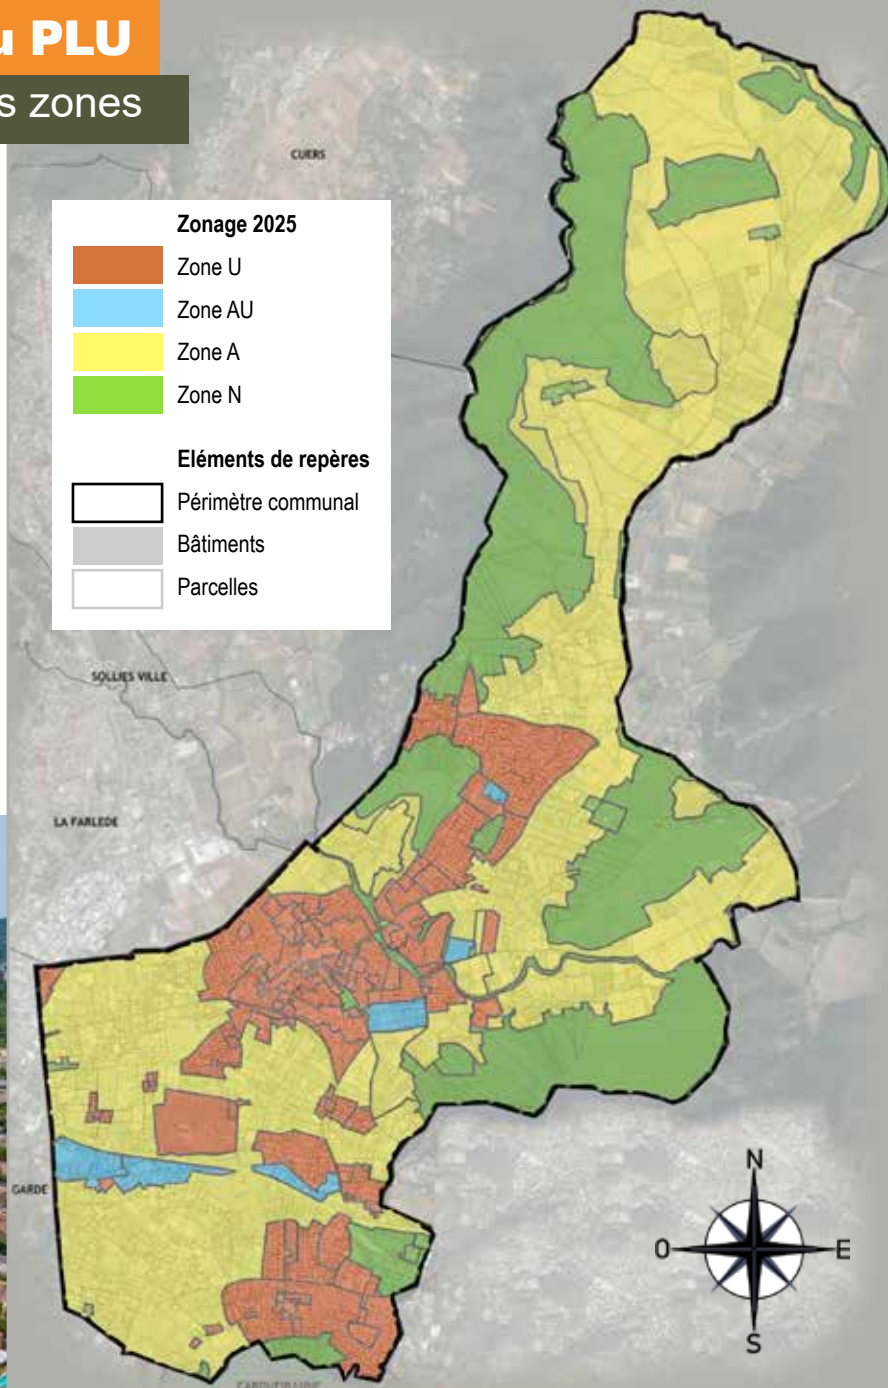 u PLU
s zones
CUERS
Zonage 2025
Zone U
Zone AU
Zone A
Zone N
Eléments de repères
Périmètre communal
Bâtiments
Parcelles
SOLLIES VILLE
LA FARLEDE
GARDE
N
O
E
S
CARQUEIRANNE